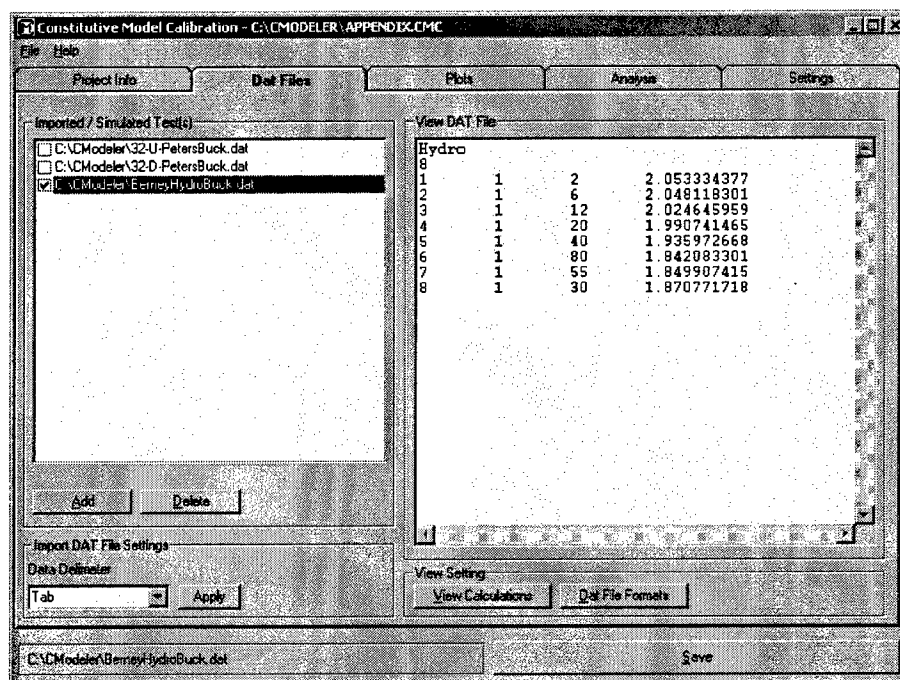 Constitutive Model Calibration - C:\CMODELER\APPENDIX.CMC
File Help
Project Info Dat Files Plots Analysis Settings
Imported / Simulated Test(s)
C:\CModeler\32-U-PetersBuck.dat
C:\CModeler\32-D-PetersBuck.dat
C:\CModeler\BerneyHydroBuck.dat
Add Delete
Import DAT File Settings
Data Delimeter
Tab Apply
View DAT File
Hydro
8
1 1 2 2.053334377
2 1 6 2.048118301
3 1 12 2.024645959
4 1 20 1.990741465
5 1 40 1.935972668
6 1 80 1.842083301
7 1 55 1.849907415
8 1 30 1.870771718
View Setting
View Calculations Dat File Formats
C:\CModeler\BerneyHydroBuck.dat Save